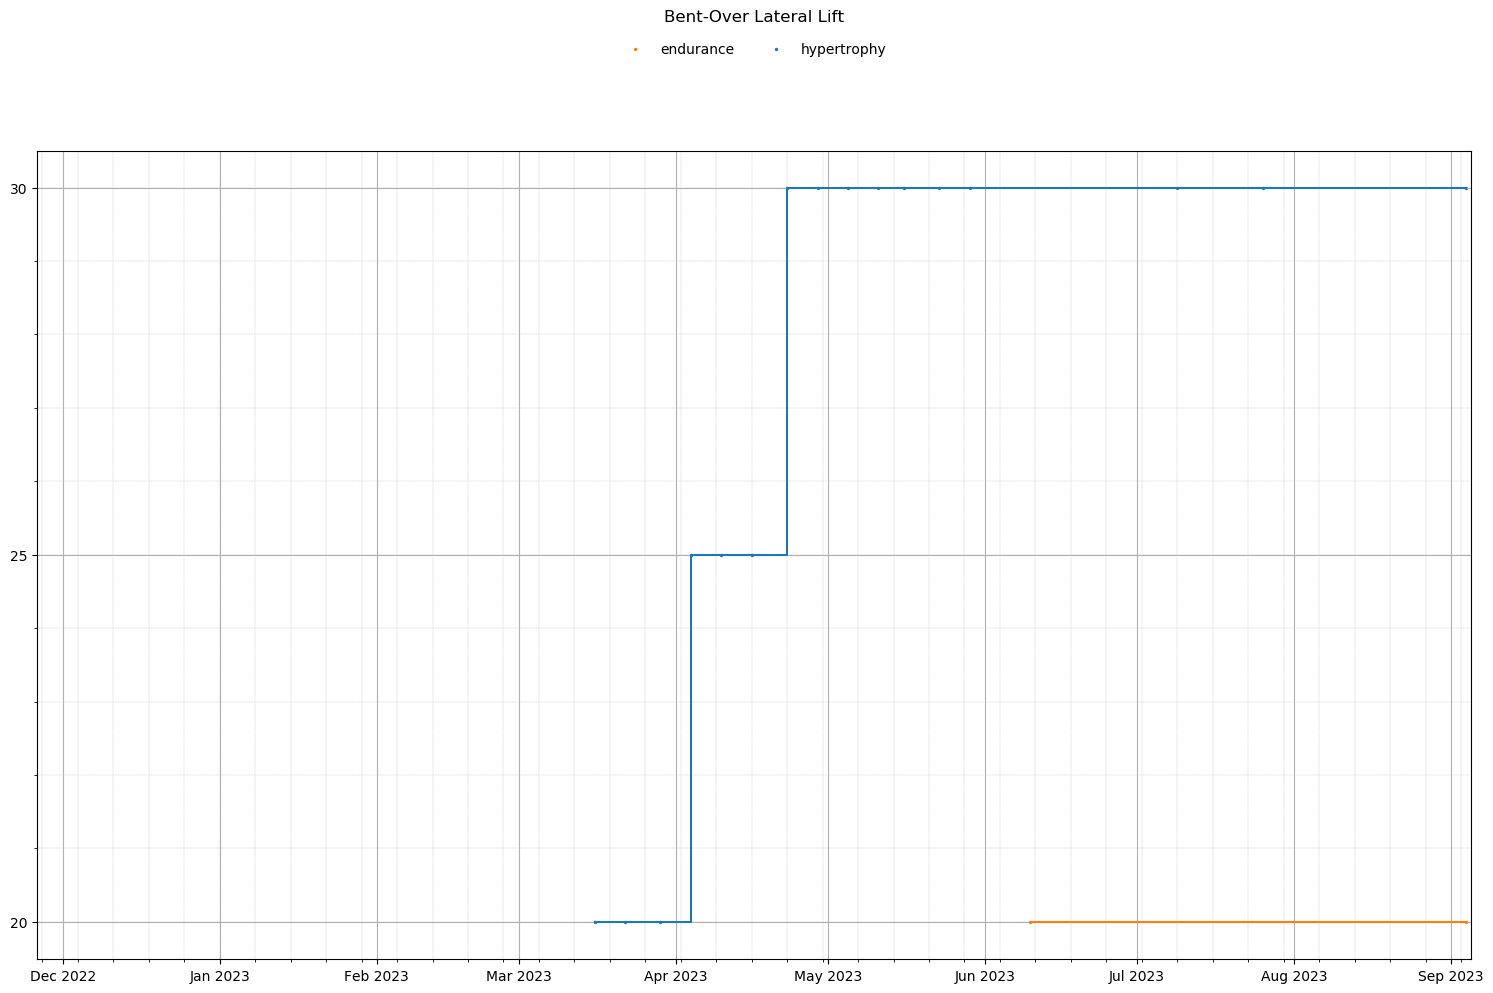 Bent-Over Lateral Lift
endurance hypertrophy
30
25
20
Dec 2022 Jan 2023 Feb 2023 Mar 2023 Apr 2023 May 2023 Jun 2023 Jul 2023 Aug 2023 Sep 2023